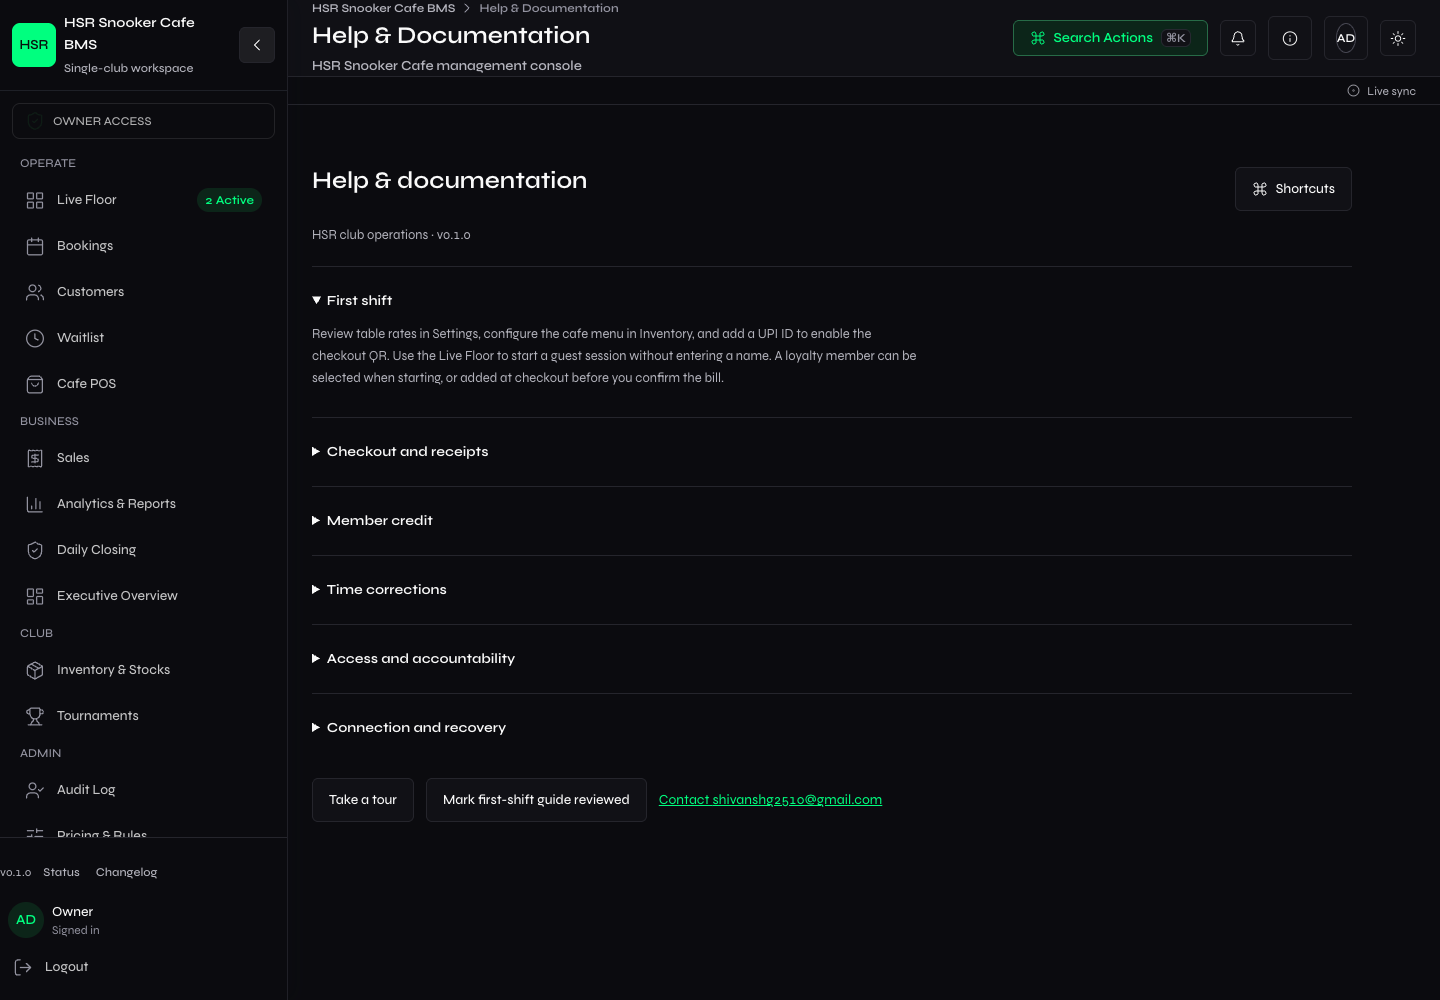 HSR
HSR Snooker Cafe
BMS
Single-club workspace
OWNER ACCESS
OPERATE
Live Floor
2 Active
Bookings
Customers
Waitlist
Cafe POS
BUSINESS
Sales
Analytics & Reports
Daily Closing
Executive Overview
CLUB
Inventory & Stocks
Tournaments
ADMIN
Audit Log
Pricing & Rules
v0.1.0 Status Changelog
AD
Owner
Signed in
Logout
HSR Snooker Cafe BMS > Help & Documentation
Help & Documentation
HSR Snooker Cafe management console
Search Actions ⌘K
AD
Live sync
Help & documentation
Shortcuts
HSR club operations · v0.1.0
First shift
Review table rates in Settings, configure the cafe menu in Inventory, and add a UPI ID to enable the
checkout QR. Use the Live Floor to start a guest session without entering a name. A loyalty member can be
selected when starting, or added at checkout before you confirm the bill.
Checkout and receipts
Member credit
Time corrections
Access and accountability
Connection and recovery
Take a tour
Mark first-shift guide reviewed
Contact shivanshg2510@gmail.com